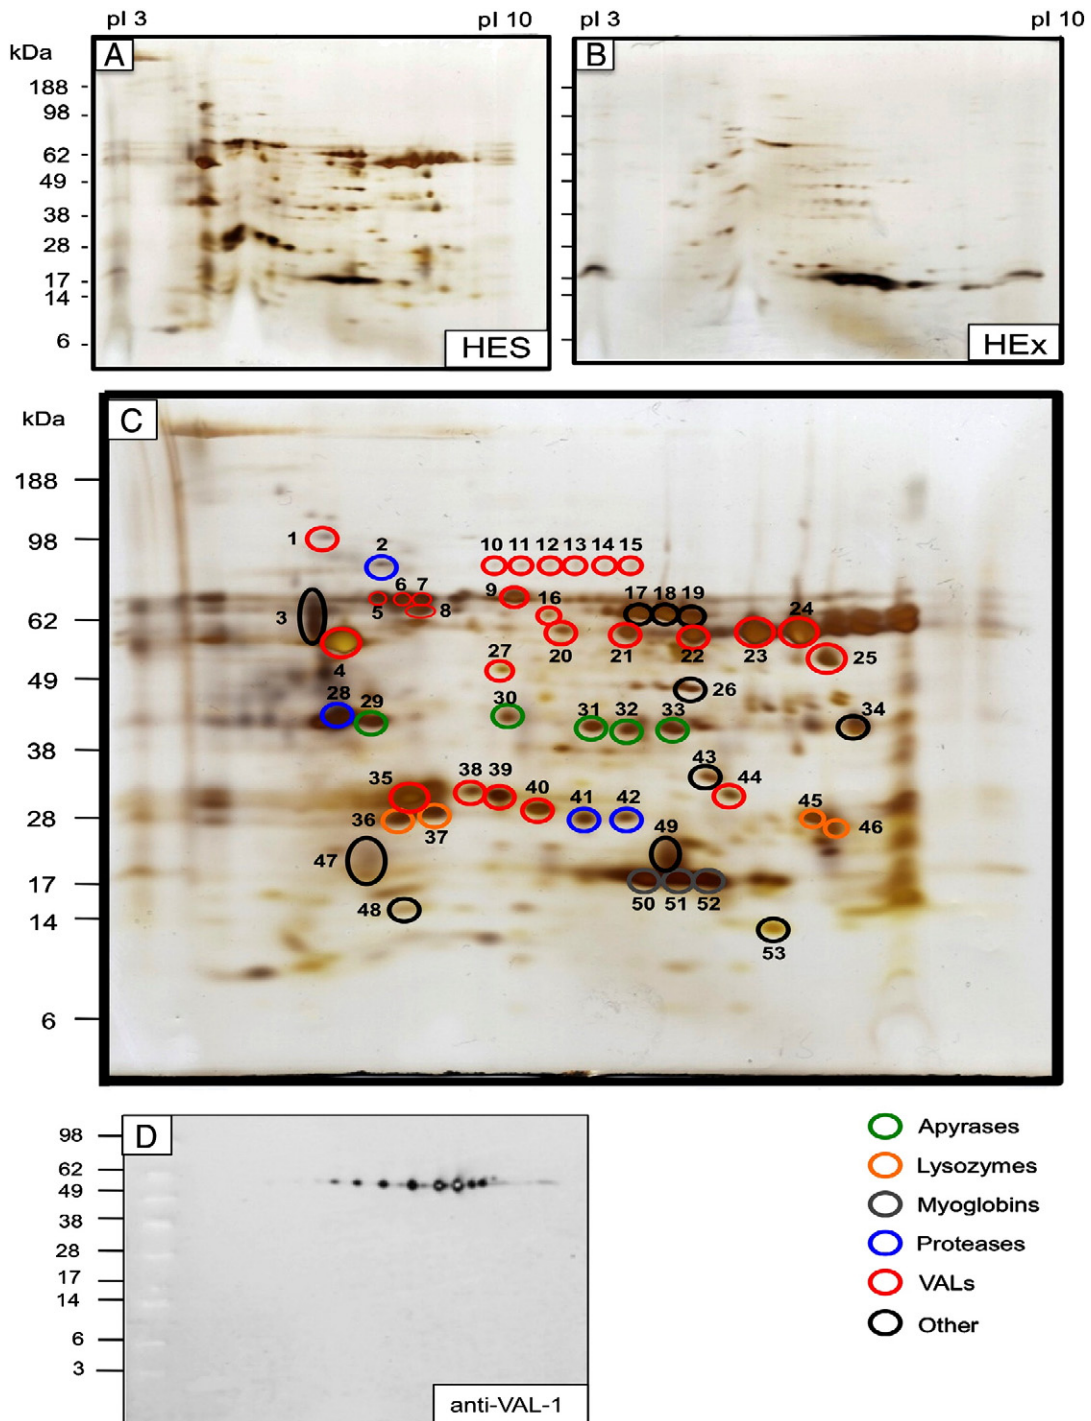 pI 3 pI 10 pI 3 pI 10
kDa
A B
188
98
62
49
38
28
17
14
6
HES HEx
kDa
C
188
98
62
49
38
28
17
14
6
1 2 10 11 12 13 14 15
3 5 6 7 8 9 16 17 18 19 24
4 20 21 22 23 25
27 26
28 29 30 31 32 33 34
35 38 39 40 43 44
36 37 41 42 45 46
47 49
48 50 51 52
53
D
98
62
49
38
28
17
14
6
3
anti-VAL-1
Apyrases
Lysozymes
Myoglobins
Proteases
VALs
Other